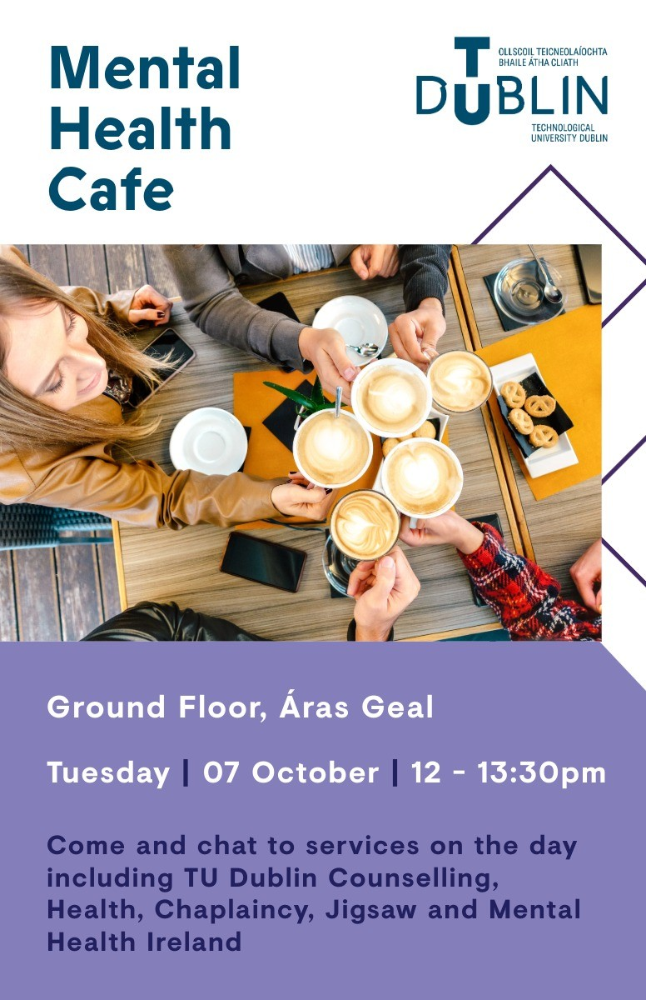 Mental
Health
Cafe
OLLSCOIL TEICNEOLAÍOCHTA
BHAILE ÁTHA CLIATH
TU DUBLIN
TECHNOLOGICAL
UNIVERSITY DUBLIN
Ground Floor, Áras Geal
Tuesday | 07 October | 12 - 13:30pm
Come and chat to services on the day
including TU Dublin Counselling,
Health, Chaplaincy, Jigsaw and Mental
Health Ireland